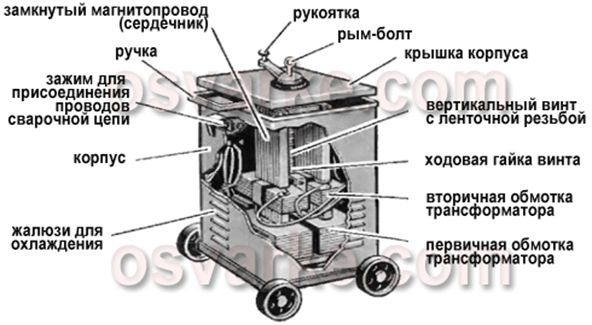 замкнутый магнитопровод
(сердечник)
рукоятка
рым-болт
ручка
крышка корпуса
зажим для
присоединения
проводов
сварочной цепи
вертикальный винт
с ленточной резьбой
корпус
ходовая гайка винта
вторичная обмотка
трансформатора
жалюзи для
охлаждения
первичная обмотка
трансформатора
osvarke.com
osvarke.com